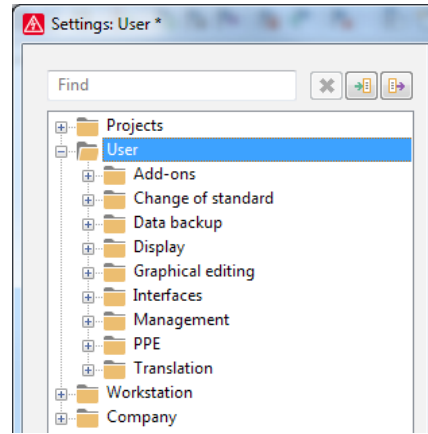 Settings: User *
Find
Projects
User
Add-ons
Change of standard
Data backup
Display
Graphical editing
Interfaces
Management
PPE
Translation
Workstation
Company